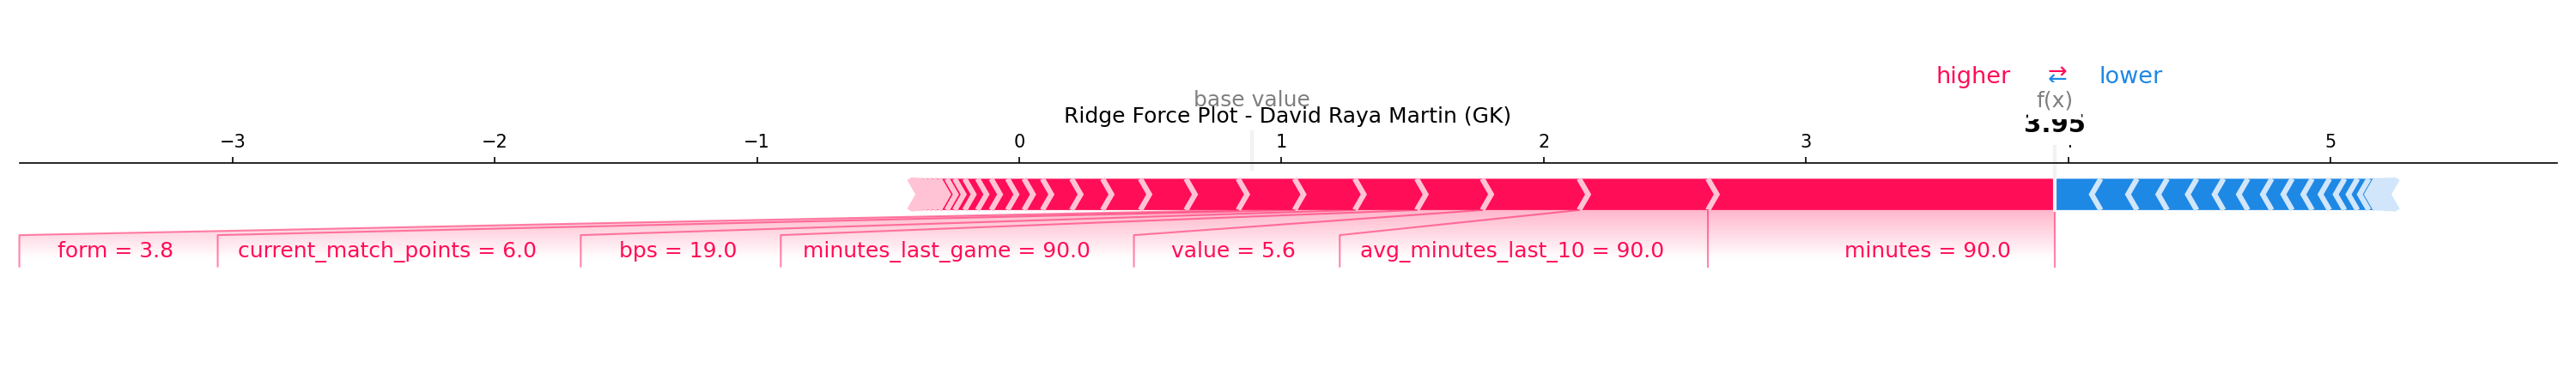 higher ⇄ lower
base value f(x)
Ridge Force Plot - David Raya Martin (GK) 3.95
−3 −2 −1 0 1 2 3 5
form = 3.8 current_match_points = 6.0 bps = 19.0 minutes_last_game = 90.0 value = 5.6 avg_minutes_last_10 = 90.0 minutes = 90.0